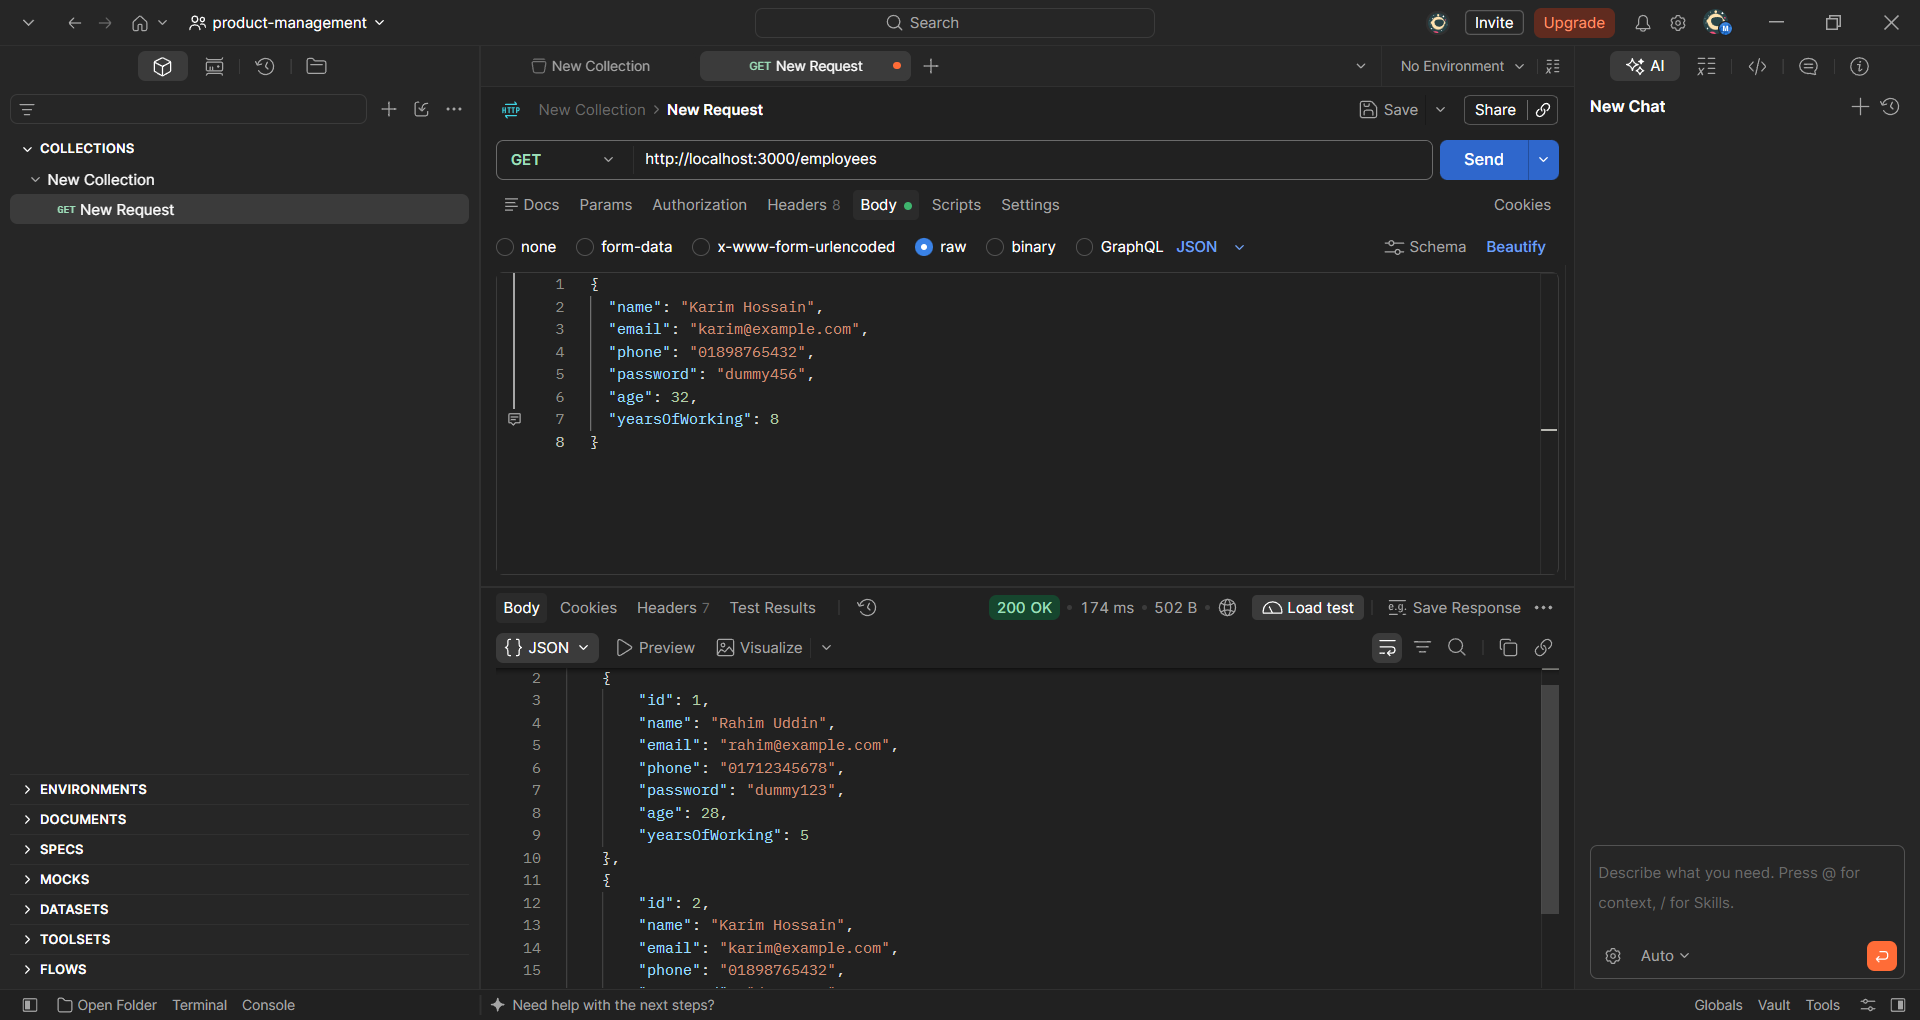 product-management
Search
Invite
Upgrade
New Collection
GET New Request
No Environment
AI
New Collection > New Request
Save
Share
New Chat
COLLECTIONS
New Collection
GET New Request
GET
http://localhost:3000/employees
Send
Docs
Params
Authorization
Headers 8
Body
Scripts
Settings
Cookies
none
form-data
x-www-form-urlencoded
raw
binary
GraphQL
JSON
Schema
Beautify
1 {
2 "name": "Karim Hossain",
3 "email": "karim@example.com",
4 "phone": "01898765432",
5 "password": "dummy456",
6 "age": 32,
7 "yearsOfWorking": 8
8 }
Body
Cookies
Headers 7
Test Results
200 OK
174 ms
502 B
Load test
e.g. Save Response
{} JSON
Preview
Visualize
2 {
3 "id": 1,
4 "name": "Rahim Uddin",
5 "email": "rahim@example.com",
6 "phone": "01712345678",
7 "password": "dummy123",
8 "age": 28,
9 "yearsOfWorking": 5
10 },
11 {
12 "id": 2,
13 "name": "Karim Hossain",
14 "email": "karim@example.com",
15 "phone": "01898765432",
ENVIRONMENTS
DOCUMENTS
SPECS
MOCKS
DATASETS
TOOLSETS
FLOWS
Describe what you need. Press @ for
context, / for Skills.
Auto
Open Folder
Terminal
Console
Need help with the next steps?
Globals
Vault
Tools